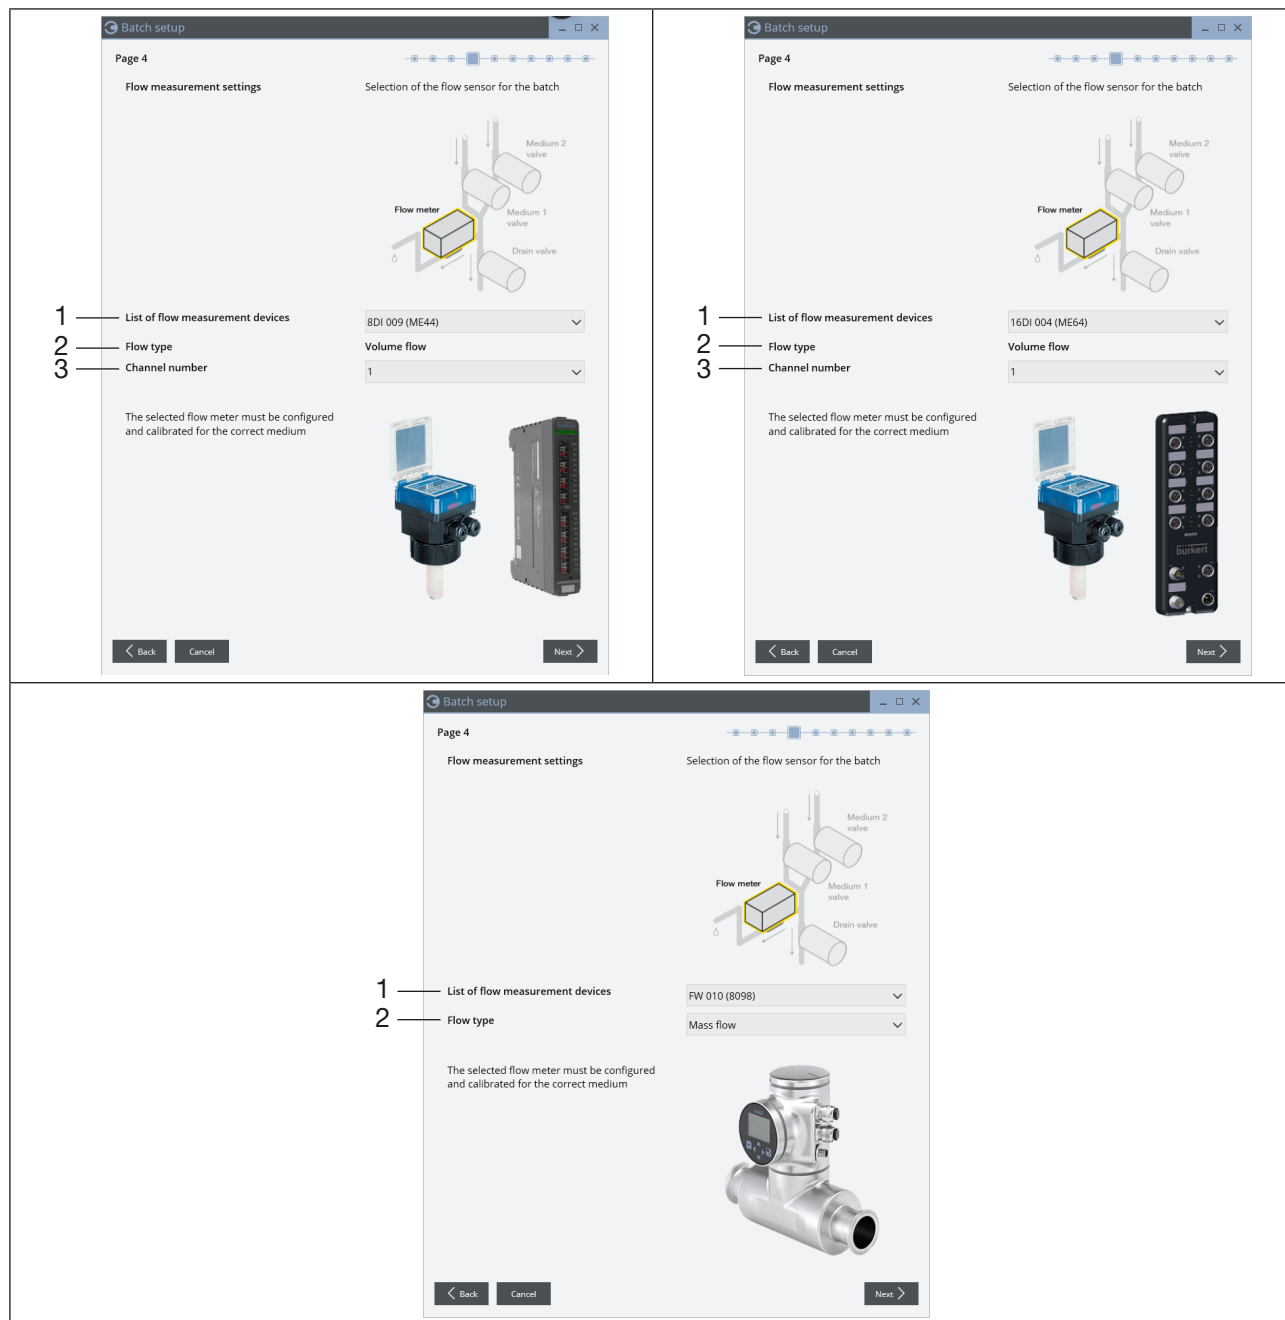 Batch setup
Page 4
Flow measurement settings
Selection of the flow sensor for the batch
Medium 2
valve
Flow meter
Medium 1
valve
Drain valve
1
List of flow measurement devices
8DI 009 (ME44)
2
Flow type
Volume flow
3
Channel number
1
The selected flow meter must be configured
and calibrated for the correct medium
Back
Cancel
Next
Batch setup
Page 4
Flow measurement settings
Selection of the flow sensor for the batch
Medium 2
valve
Flow meter
Medium 1
valve
Drain valve
1
List of flow measurement devices
16DI 004 (ME64)
2
Flow type
Volume flow
3
Channel number
1
The selected flow meter must be configured
and calibrated for the correct medium
burkert
Back
Cancel
Next
Batch setup
Page 4
Flow measurement settings
Selection of the flow sensor for the batch
Medium 2
valve
Flow meter
Medium 1
valve
Drain valve
1
List of flow measurement devices
FW 010 (8098)
2
Flow type
Mass flow
The selected flow meter must be configured
and calibrated for the correct medium
Back
Cancel
Next